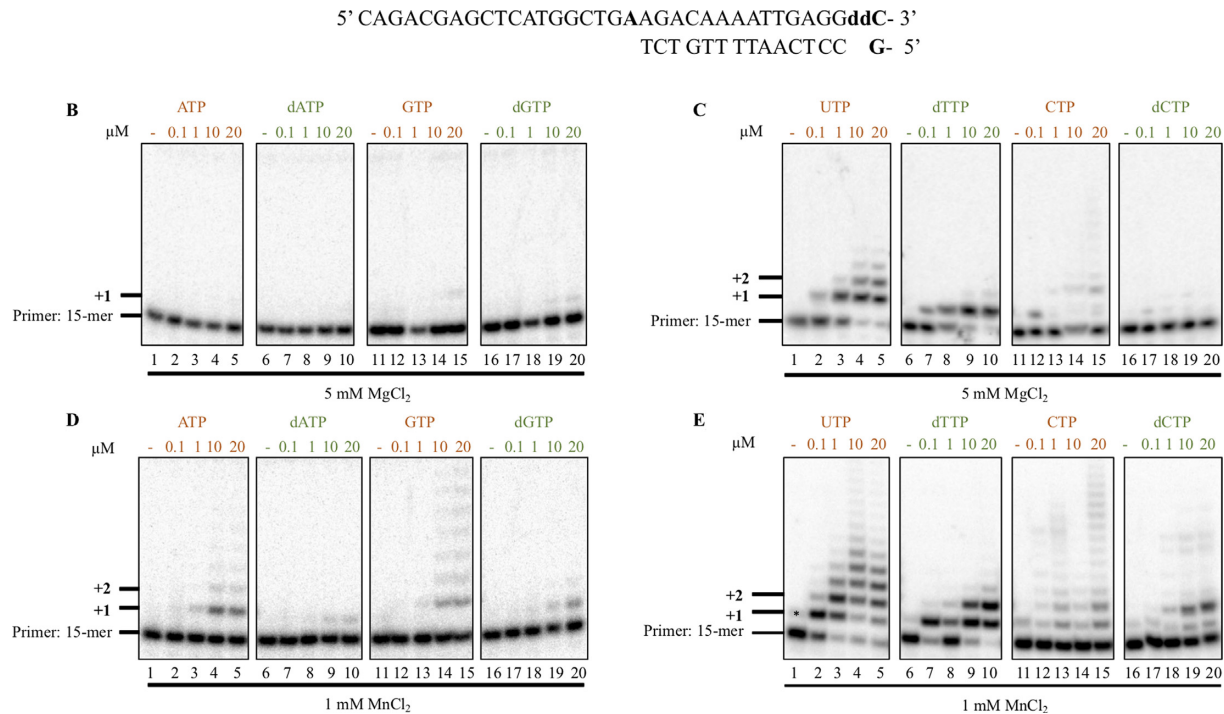 5’ CAGACGAGCTCATGGCTGAAGACAAAATTGAGGddC- 3’
TCT GTT TTAACT CC G- 5’
B
ATP dATP GTP dGTP
µM - 0.1 1 10 20 - 0.1 1 10 20 - 0.1 1 10 20 - 0.1 1 10 20
+1
Primer: 15-mer
1 2 3 4 5 6 7 8 9 10 11 12 13 14 15 16 17 18 19 20
5 mM MgCl2
C
UTP dTTP CTP dCTP
µM - 0.1 1 10 20 - 0.1 1 10 20 - 0.1 1 10 20 - 0.1 1 10 20
+2
+1
Primer: 15-mer
1 2 3 4 5 6 7 8 9 10 11 12 13 14 15 16 17 18 19 20
5 mM MgCl2
D
ATP dATP GTP dGTP
µM - 0.1 1 10 20 - 0.1 1 10 20 - 0.1 1 10 20 - 0.1 1 10 20
+2
+1
Primer: 15-mer
1 2 3 4 5 6 7 8 9 10 11 12 13 14 15 16 17 18 19 20
1 mM MnCl2
E
UTP dTTP CTP dCTP
µM - 0.1 1 10 20 - 0.1 1 10 20 - 0.1 1 10 20 - 0.1 1 10 20
+2
+1 *
Primer: 15-mer
1 2 3 4 5 6 7 8 9 10 11 12 13 14 15 16 17 18 19 20
1 mM MnCl2